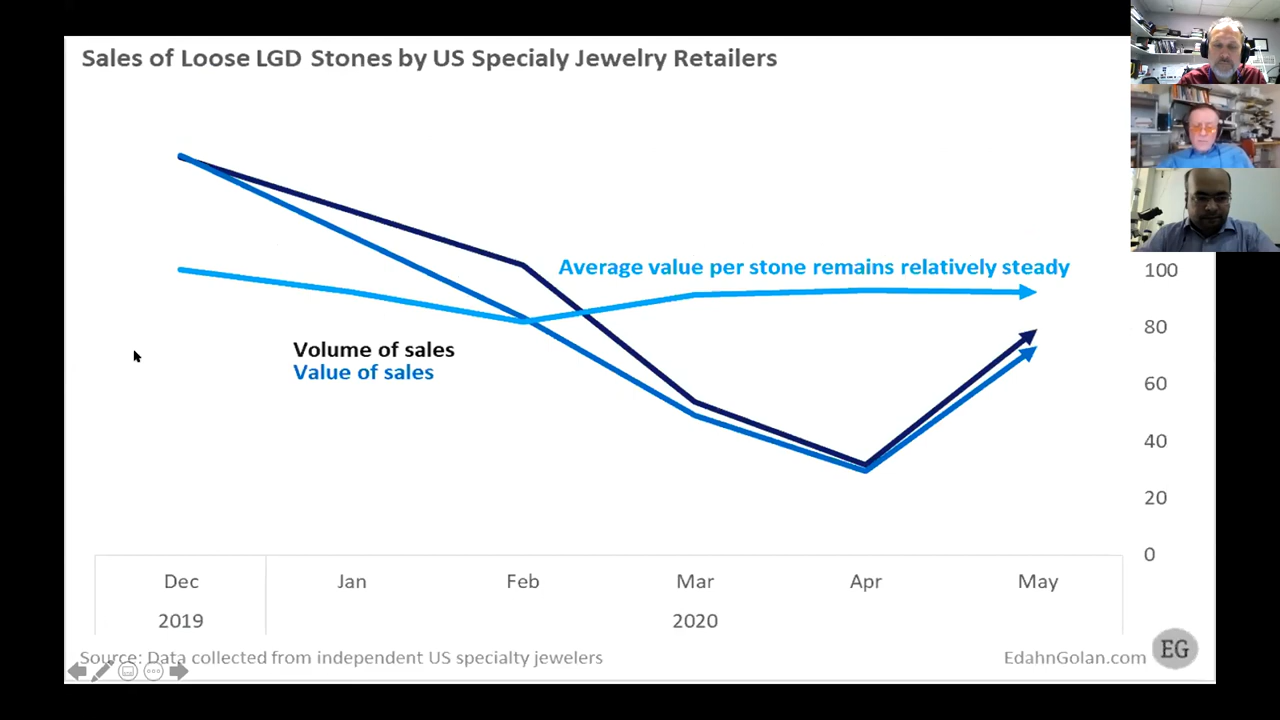 Sales of Loose LGD Stones by US Specialy Jewelry Retailers
Average value per stone remains relatively steady
Volume of sales
Value of sales
100
80
60
40
20
0
Dec Jan Feb Mar Apr May
2019 2020
Source: Data collected from independent US specialty jewelers
EdahnGolan.com EG